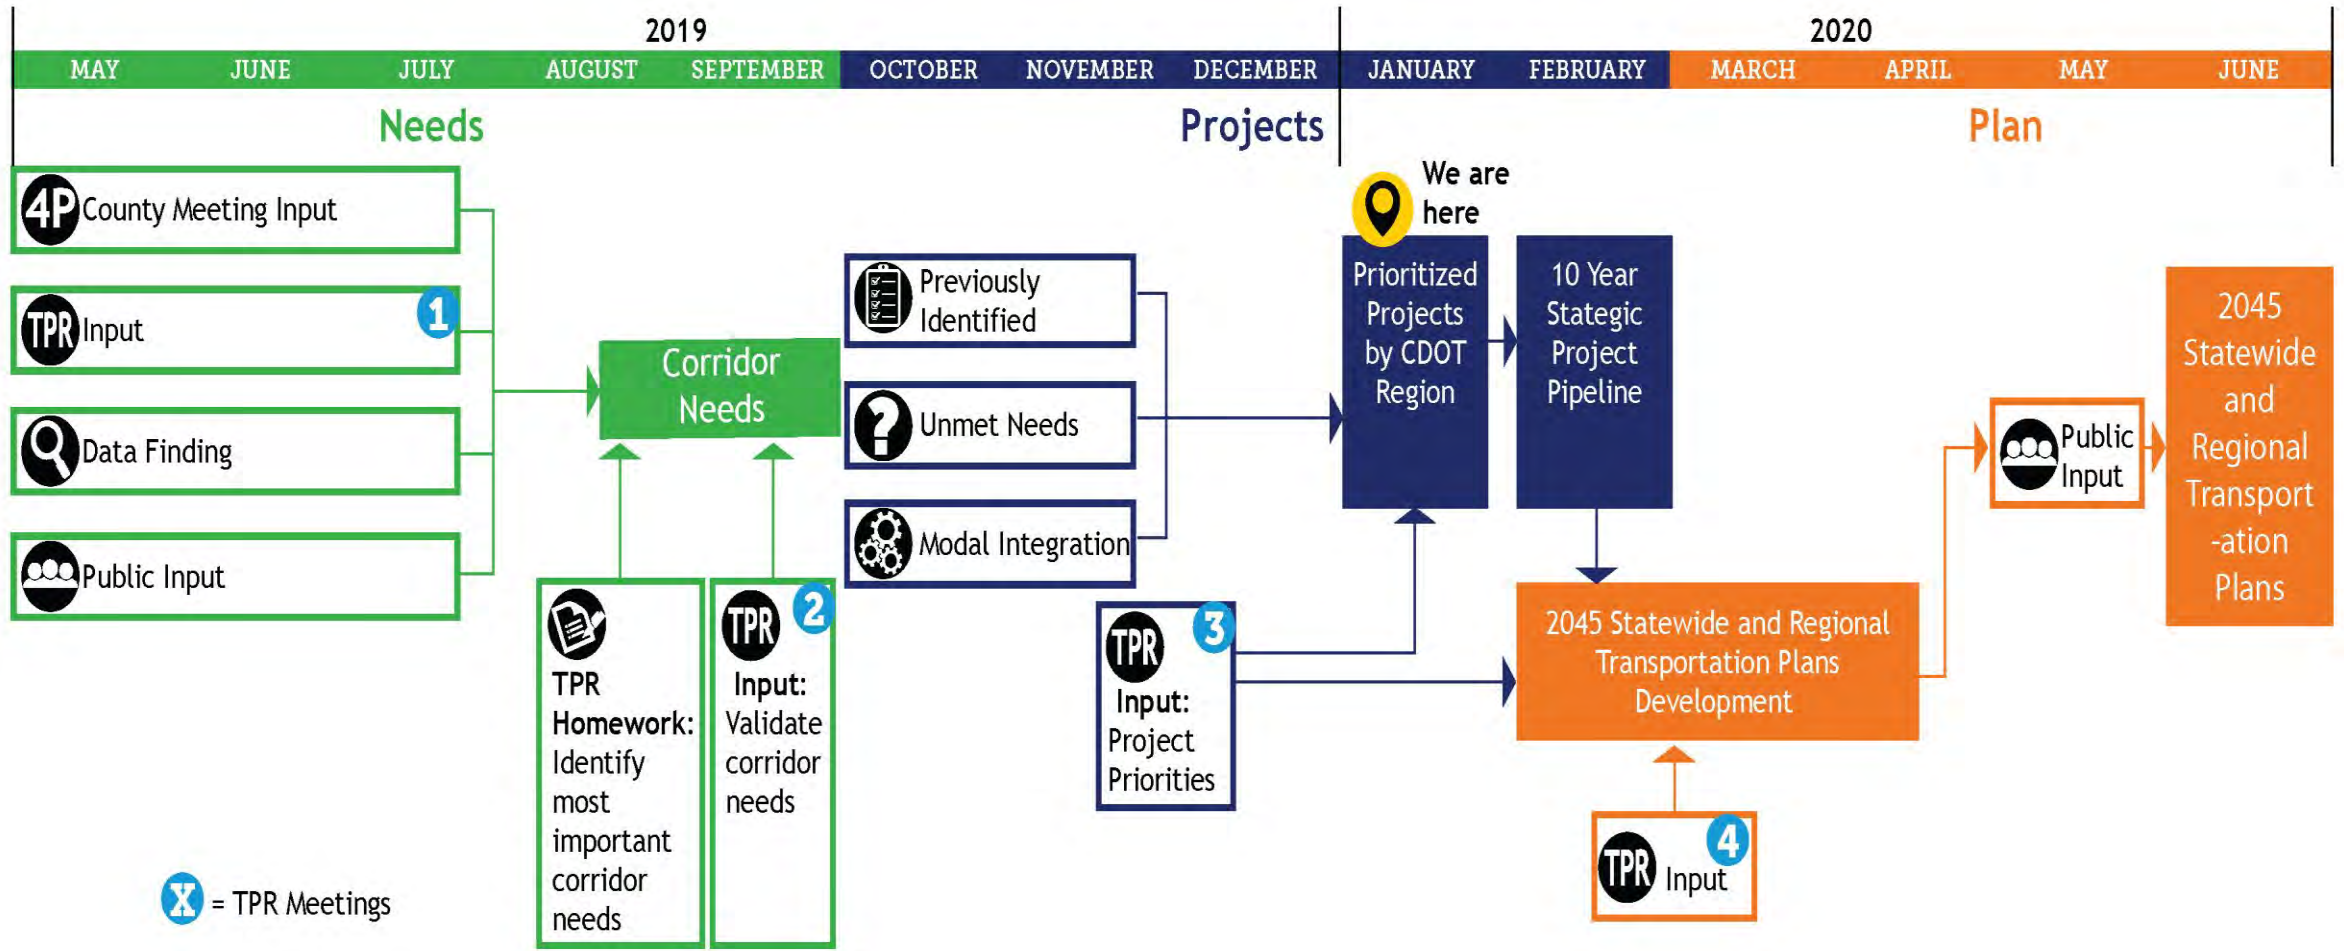 2019
2020
MAY JUNE JULY AUGUST SEPTEMBER OCTOBER NOVEMBER DECEMBER JANUARY FEBRUARY MARCH APRIL MAY JUNE
Needs
Projects
Plan
4P County Meeting Input
TPR Input
1
Data Finding
Public Input
Corridor
Needs
TPR
Homework:
Identify
most
important
corridor
needs
TPR
2
Input:
Validate
corridor
needs
Previously
Identified
Unmet Needs
Modal Integration
TPR
3
Input:
Project
Priorities
We are
here
Prioritized
Projects
by CDOT
Region
10 Year
Stategic
Project
Pipeline
2045 Statewide and Regional
Transportation Plans
Development
TPR
4
Input
Public
Input
2045
Statewide
and
Regional
Transport
-ation
Plans
X = TPR Meetings